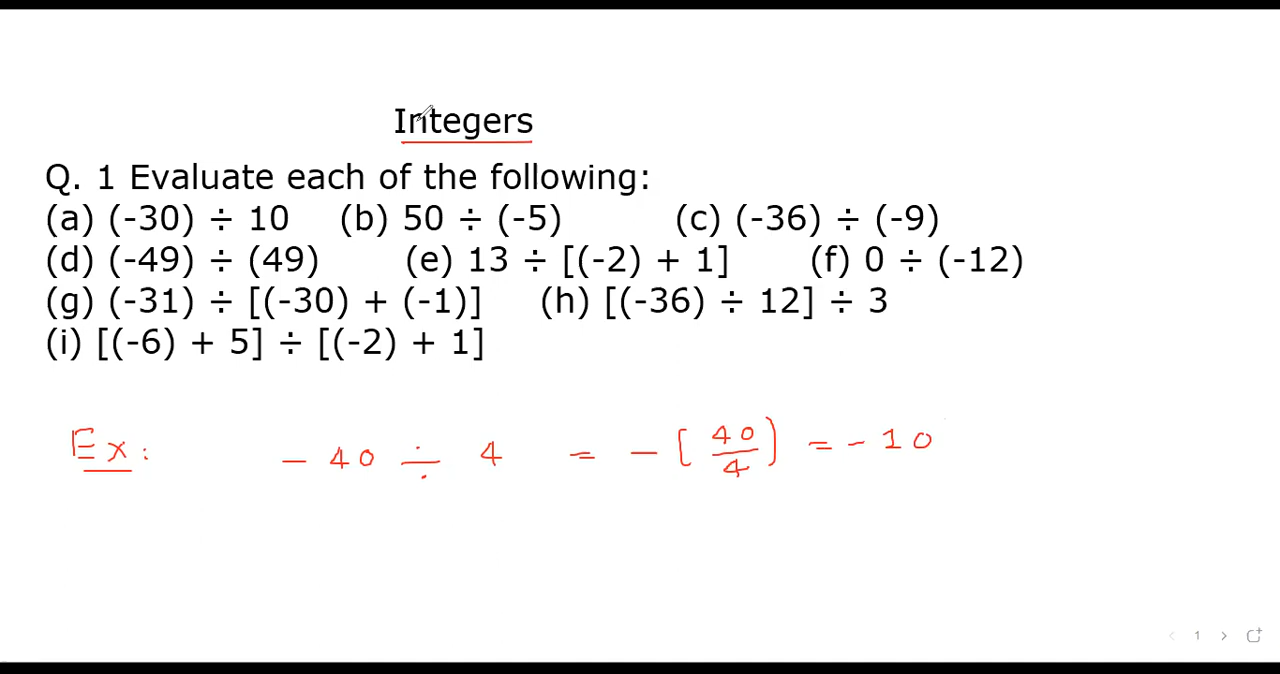 Integers
Q. 1 Evaluate each of the following:
(a) (-30) ÷ 10 (b) 50 ÷ (-5) (c) (-36) ÷ (-9)
(d) (-49) ÷ (49) (e) 13 ÷ [(-2) + 1] (f) 0 ÷ (-12)
(g) (-31) ÷ [(-30) + (-1)] (h) [(-36) ÷ 12] ÷ 3
(i) [(-6) + 5] ÷ [(-2) + 1]
Ex: - 40 ÷ 4 = - [40/4) = - 10
1